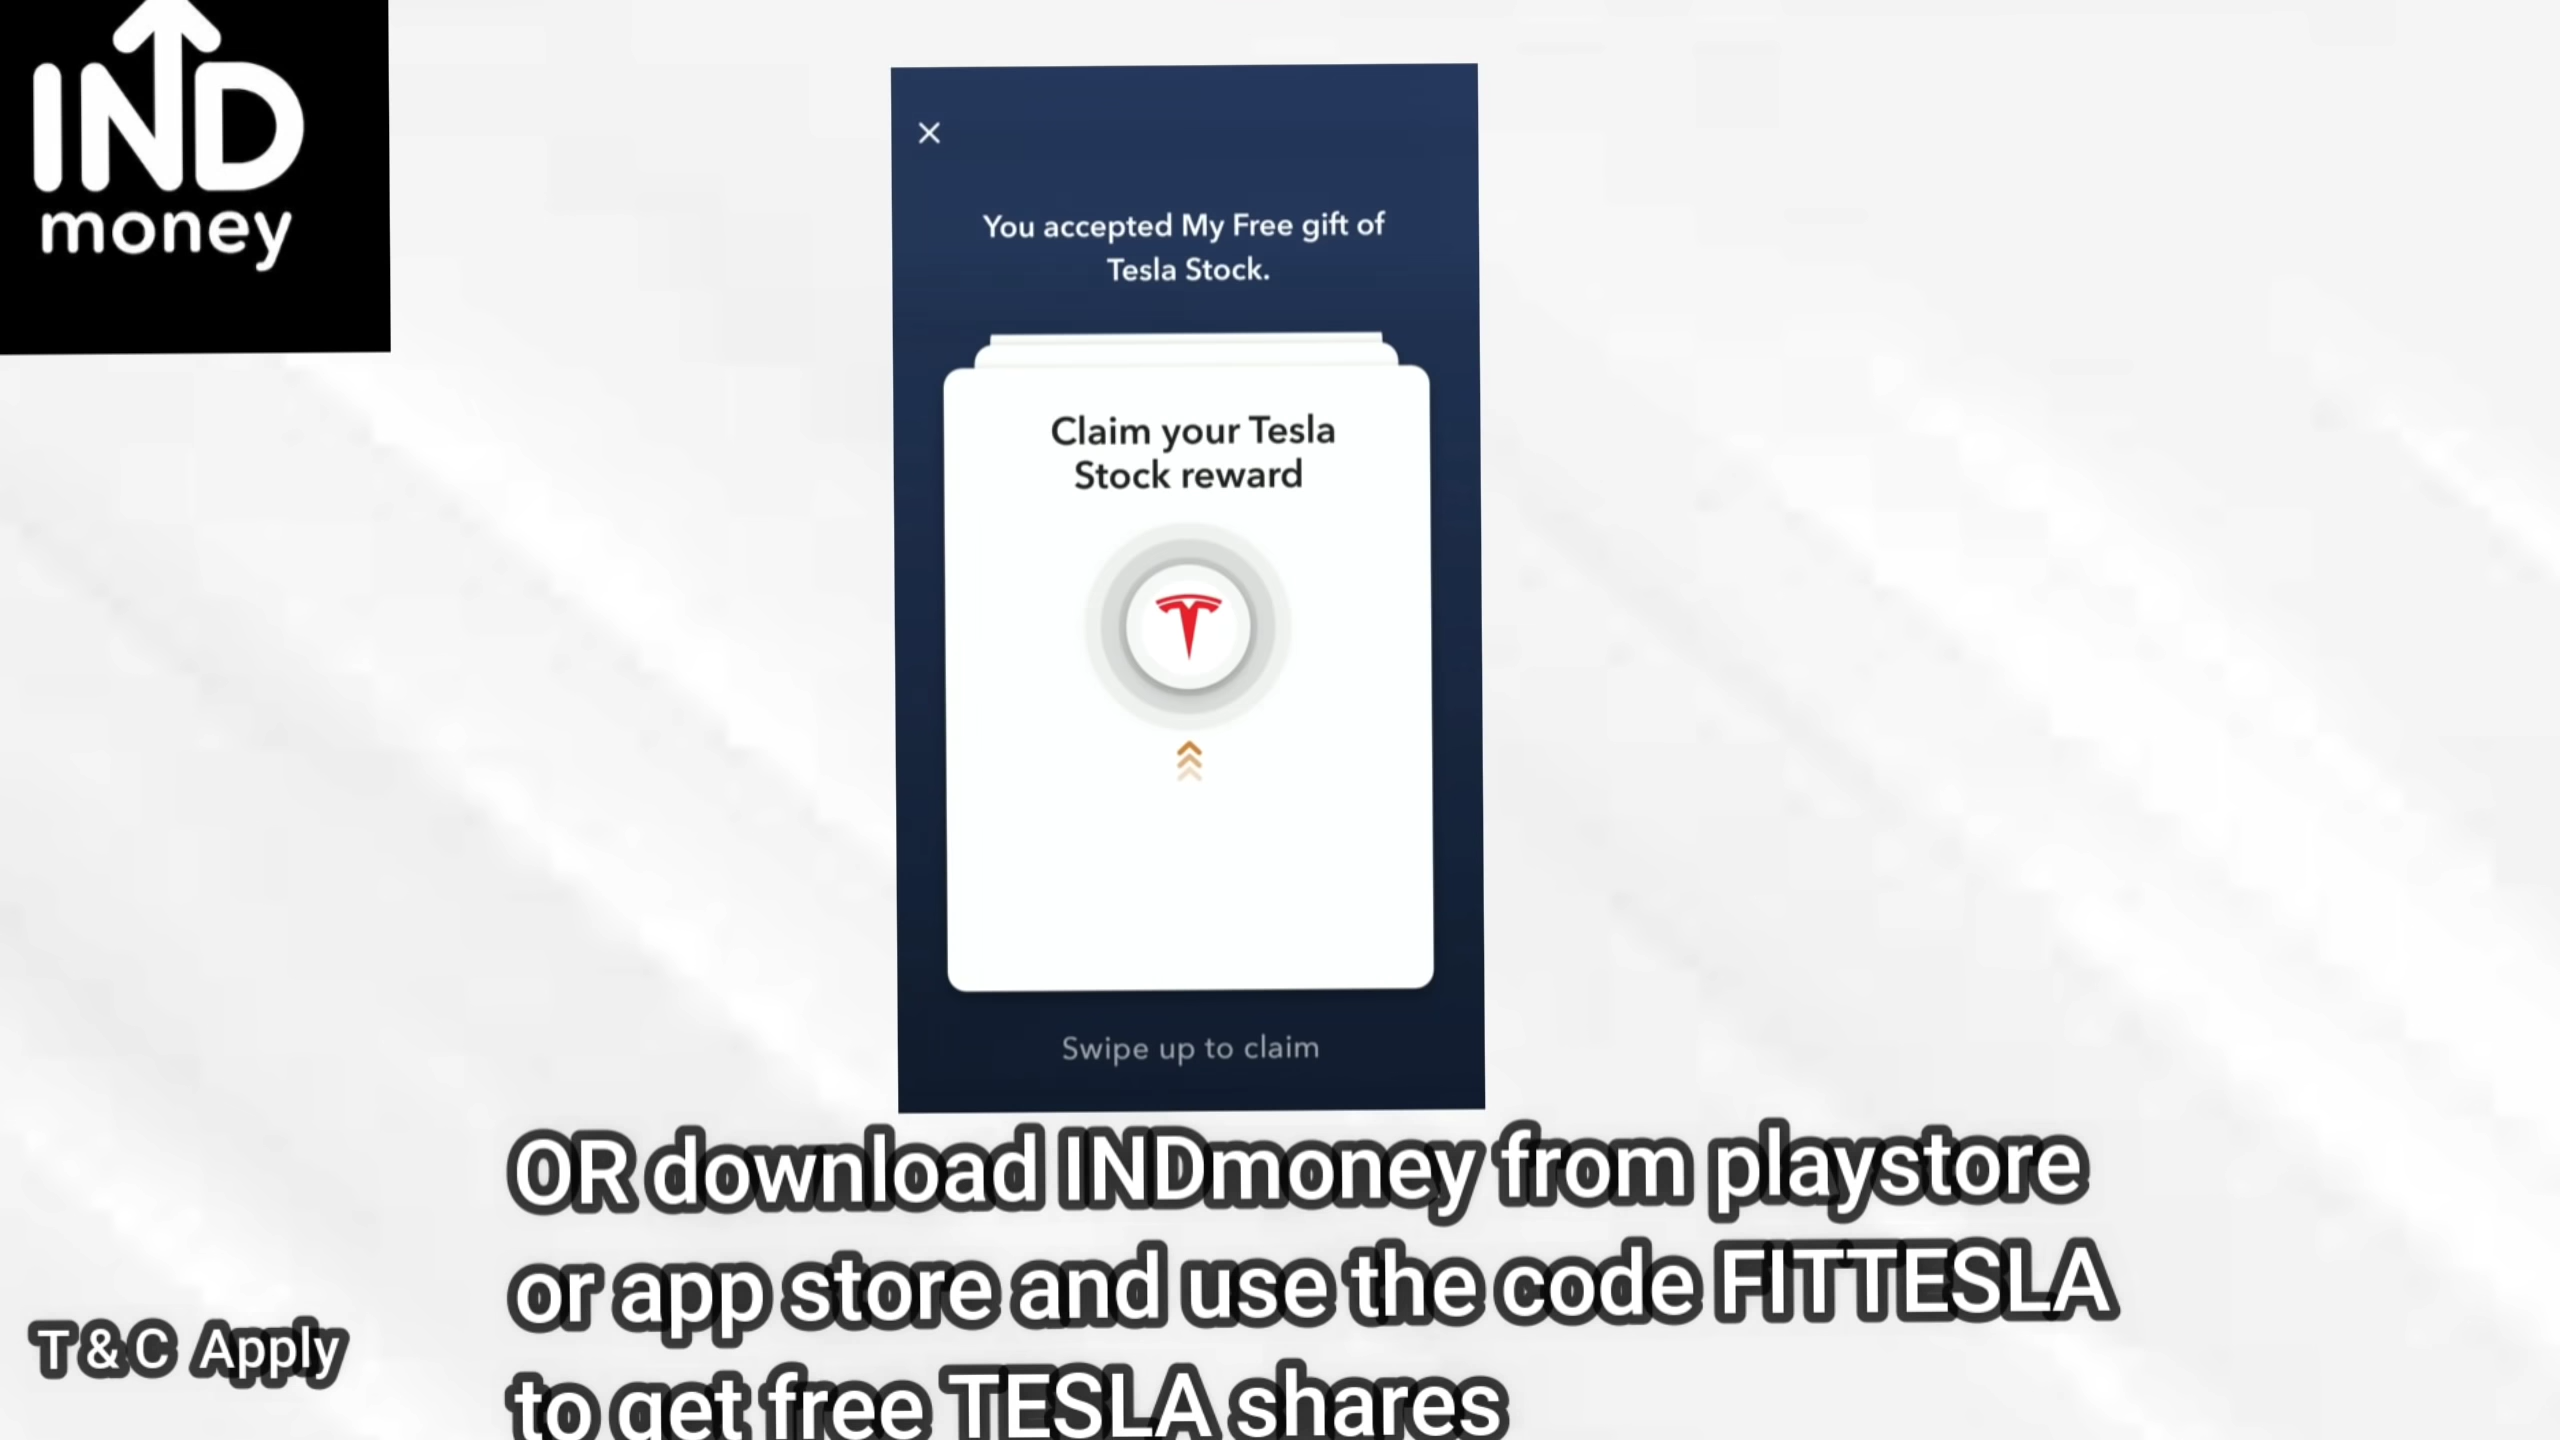 IND
money
You accepted My Free gift of
Tesla Stock.
Claim your Tesla
Stock reward
Swipe up to claim
OR download INDmoney from playstore
or app store and use the code FITTESLA
to get free TESLA shares
T & C Apply